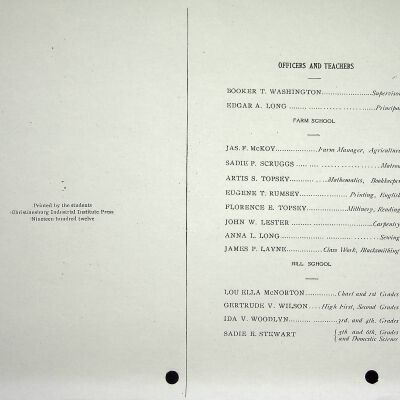 Printed by the students
Christiansburg Industrial Institute Press
Nineteen hundred twelve
OFFICERS AND TEACHERS
BOOKER T. WASHINGTON..................Supervisor
EDGAR A. LONG .....................Principal
FARM SCHOOL
JAS. F. McKOY..............Farm Manager, Agriculture
SADIE P. SCRUGGS ..... ... ..................Matron
ARTIS S. TOPSEY.....Mathematics, Bookkeeper
EUGENE T. RUMSEY..............Printing, English
FLORENCE E. TOPSEY............Millinery, Reading
JOHN W. LESTER .........................Carpentry
ANNA L. LONG...............................Sewing
JAMES P. LAYNE...........Class Work, Blacksmithing
HILL SCHOOL
LOU ELLA McNORTON............Chart and 1st Grades
GERTRUDE V. WILSON....High First, Second Grades
IDA V. WOODLYN..................3rd, and 4th, Grades
SADIE R. STEWART {5th and 6th, Grades
and Domestic Science